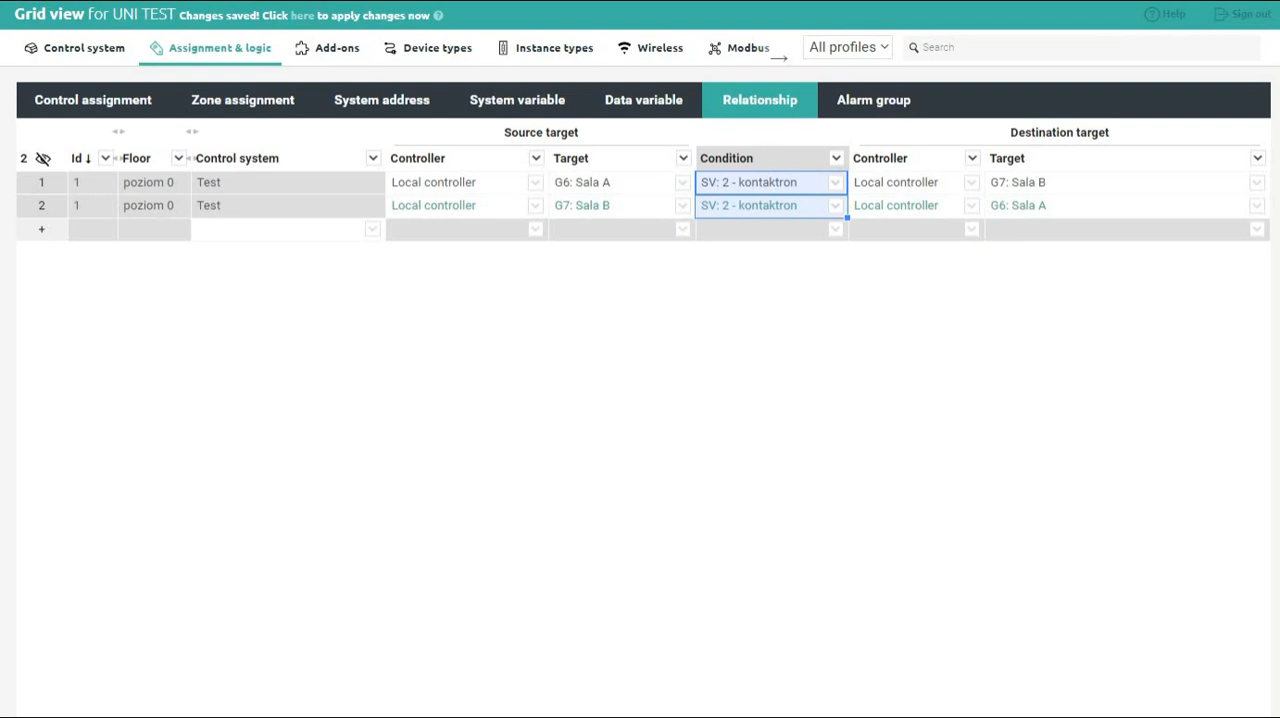 Grid view for UNI TEST Changes saved! Click here to apply changes now ? ? Help Sign out
Control system Assignment & logic Add-ons Device types Instance types Wireless Modbus All profiles Search
Control assignment Zone assignment System address System variable Data variable Relationship Alarm group
Source target Destination target
2 Id Floor Control system Controller Target Condition Controller Target
1 1 poziom 0 Test Local controller G6: Sala A SV: 2 - kontaktron Local controller G7: Sala B
2 1 poziom 0 Test Local controller G7: Sala B SV: 2 - kontaktron Local controller G6: Sala A
+